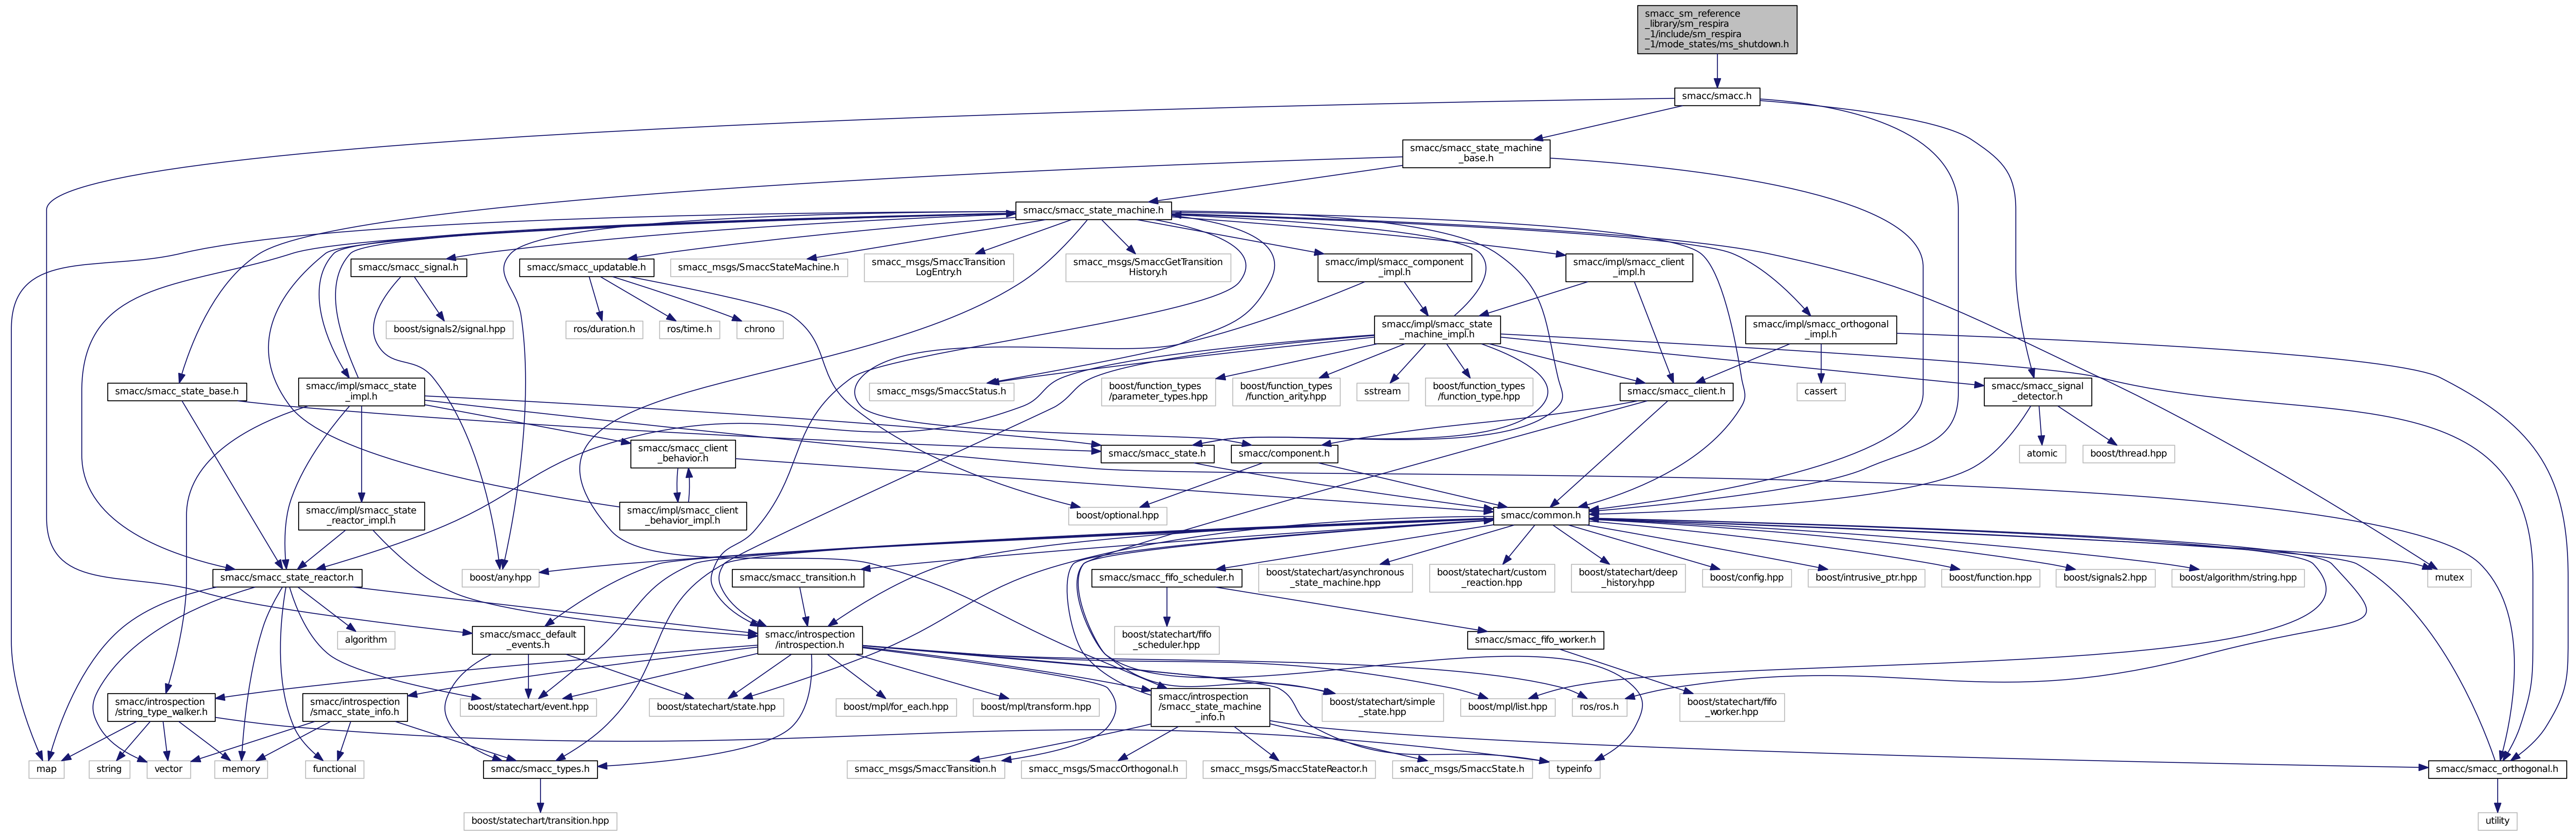 smacc_sm_reference
_library/sm_respira
_1/include/sm_respira
_1/mode_states/ms_shutdown.h
smacc/smacc.h
smacc/smacc_state_machine
_base.h
smacc/smacc_state_machine.h
smacc/smacc_signal.h
smacc/smacc_updatable.h
smacc_msgs/SmaccStateMachine.h
smacc_msgs/SmaccTransition
LogEntry.h
smacc_msgs/SmaccGetTransition
History.h
smacc/impl/smacc_component
_impl.h
smacc/impl/smacc_client
_impl.h
boost/signals2/signal.hpp
ros/duration.h
ros/time.h
chrono
smacc/impl/smacc_state
_machine_impl.h
smacc/impl/smacc_orthogonal
_impl.h
smacc/smacc_state_base.h
smacc/impl/smacc_state
_impl.h
smacc_msgs/SmaccStatus.h
boost/function_types
/parameter_types.hpp
boost/function_types
/function_arity.hpp
sstream
boost/function_types
/function_type.hpp
smacc/smacc_client.h
cassert
smacc/smacc_signal
_detector.h
smacc/smacc_client
_behavior.h
smacc/smacc_state.h
smacc/component.h
atomic
boost/thread.hpp
smacc/impl/smacc_state
_reactor_impl.h
smacc/impl/smacc_client
_behavior_impl.h
boost/optional.hpp
smacc/common.h
smacc/smacc_state_reactor.h
boost/any.hpp
smacc/smacc_transition.h
smacc/smacc_fifo_scheduler.h
boost/statechart/asynchronous
_state_machine.hpp
boost/statechart/custom
_reaction.hpp
boost/statechart/deep
_history.hpp
boost/config.hpp
boost/intrusive_ptr.hpp
boost/function.hpp
boost/signals2.hpp
boost/algorithm/string.hpp
mutex
algorithm
smacc/smacc_default
_events.h
smacc/introspection
/introspection.h
boost/statechart/fifo
_scheduler.hpp
smacc/smacc_fifo_worker.h
smacc/introspection
/string_type_walker.h
smacc/introspection
/smacc_state_info.h
boost/statechart/event.hpp
boost/statechart/state.hpp
boost/mpl/for_each.hpp
boost/mpl/transform.hpp
smacc/introspection
/smacc_state_machine
_info.h
boost/statechart/simple
_state.hpp
boost/mpl/list.hpp
ros/ros.h
boost/statechart/fifo
_worker.hpp
map
string
vector
memory
functional
smacc/smacc_types.h
smacc_msgs/SmaccTransition.h
smacc_msgs/SmaccOrthogonal.h
smacc_msgs/SmaccStateReactor.h
smacc_msgs/SmaccState.h
typeinfo
smacc/smacc_orthogonal.h
boost/statechart/transition.hpp
utility